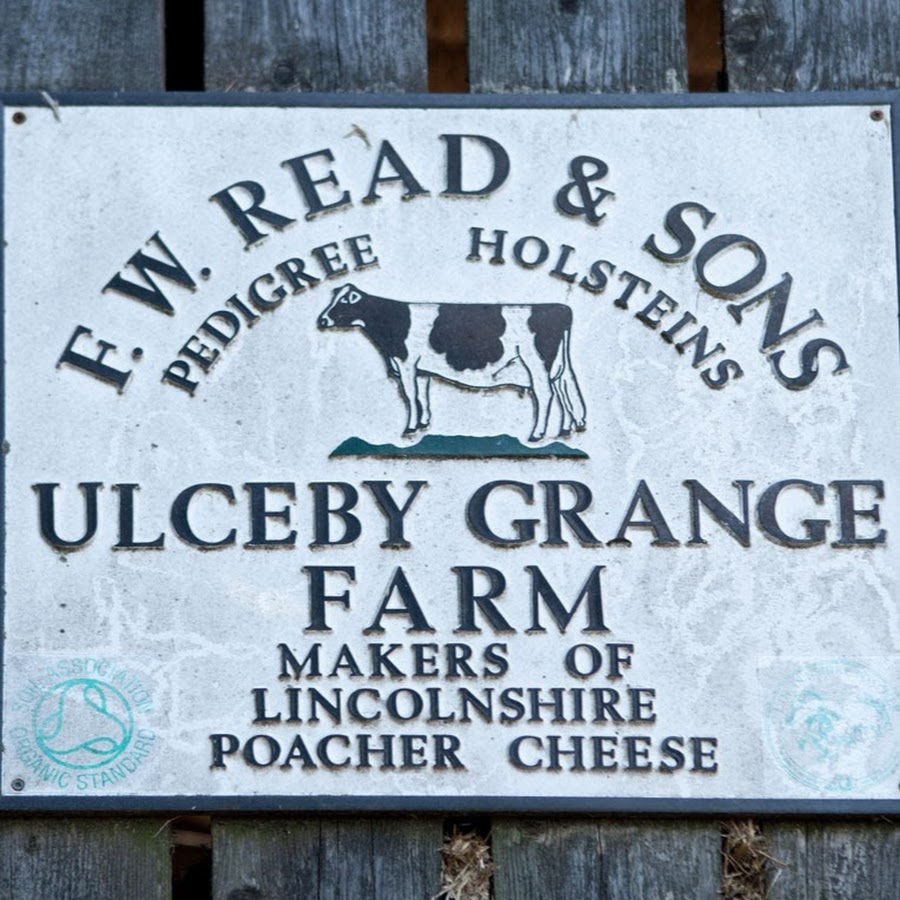 F. W. READ & SONS
PEDIGREE HOLSTEINS
ULCEBY GRANGE
FARM
MAKERS OF
LINCOLNSHIRE
POACHER CHEESE
SOIL ASSOCIATION
ORGANIC STANDARD